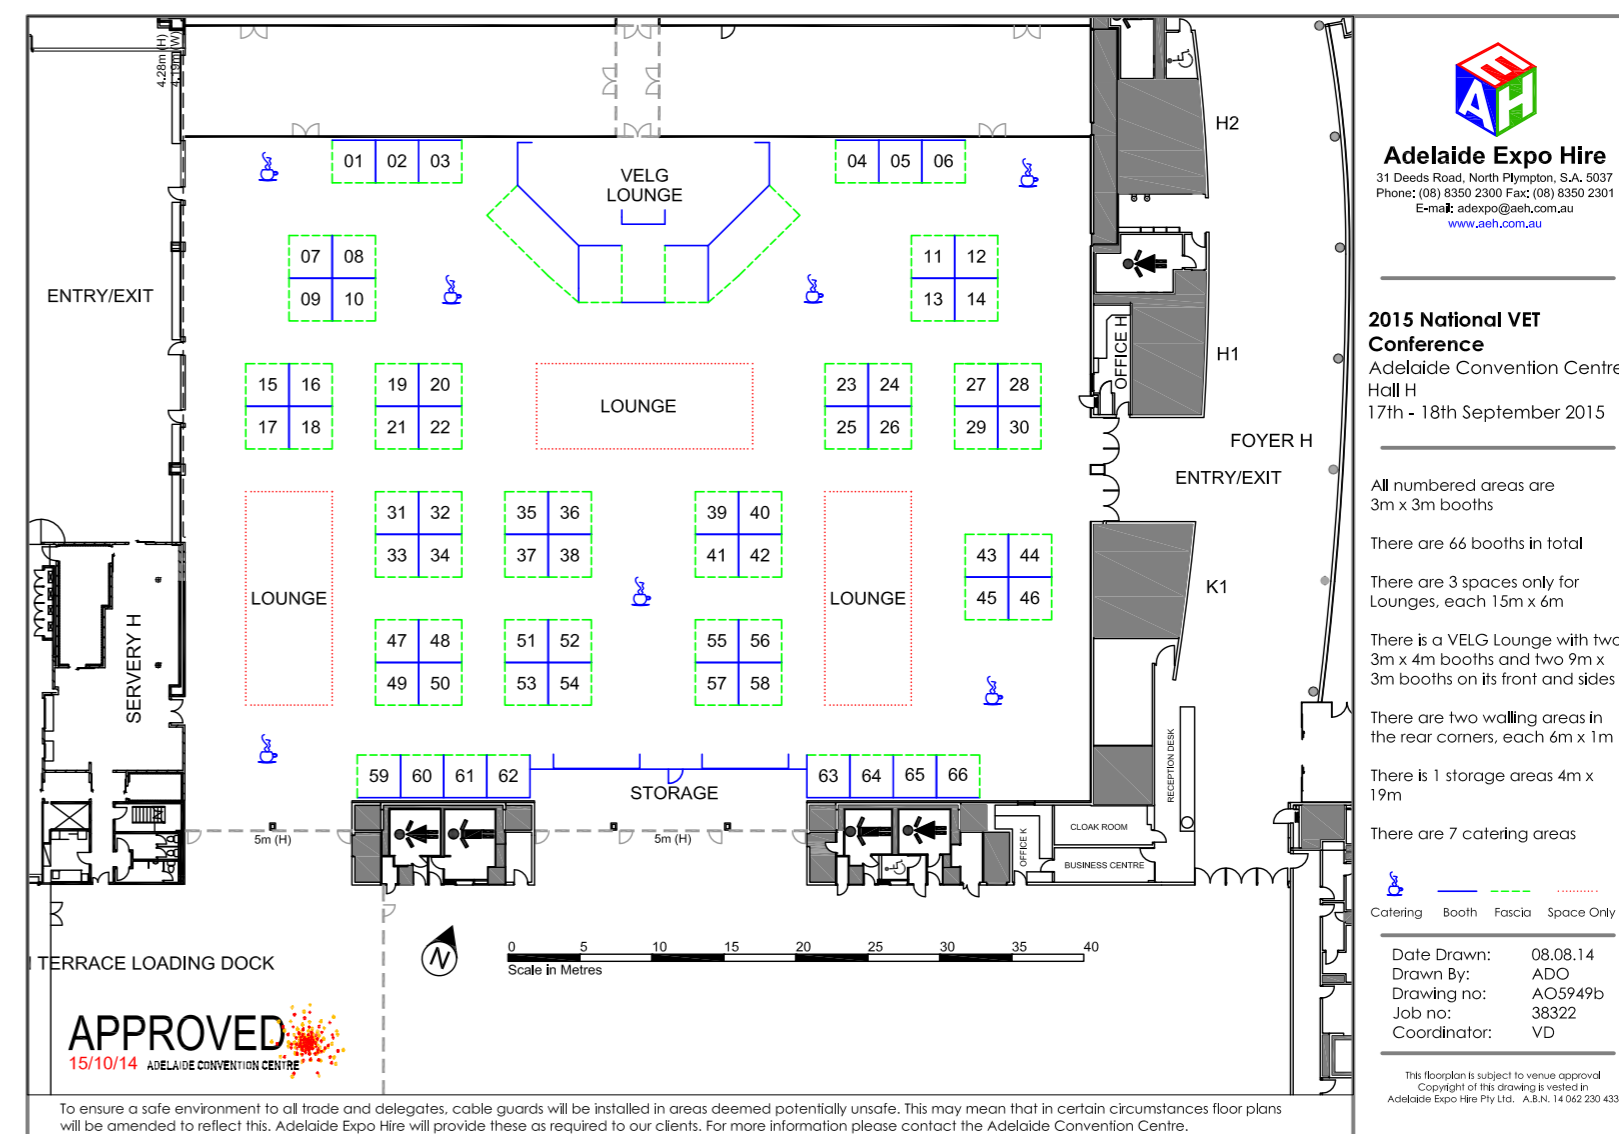 4.28m (H)
4.19m (W)
ENTRY/EXIT
01 02 03
VELG
LOUNGE
04 05 06
07 08
09 10
11 12
13 14
15 16
17 18
19 20
21 22
LOUNGE
23 24
25 26
27 28
29 30
31 32
33 34
35 36
37 38
39 40
41 42
43 44
45 46
LOUNGE
LOUNGE
47 48
49 50
51 52
53 54
55 56
57 58
59 60 61 62
STORAGE
63 64 65 66
5m (H)
5m (H)
SERVERY H
H2
H1
OFFICE H
FOYER H
ENTRY/EXIT
K1
RECEPTION DESK
OFFICE K
CLOAK ROOM
BUSINESS CENTRE
TERRACE LOADING DOCK
N
0 5 10 15 20 25 30 35 40
Scale in Metres
APPROVED
15/10/14 ADELAIDE CONVENTION CENTRE
To ensure a safe environment to all trade and delegates, cable guards will be installed in areas deemed potentially unsafe. This may mean that in certain circumstances floor plans
will be amended to reflect this. Adelaide Expo Hire will provide these as required to our clients. For more information please contact the Adelaide Convention Centre.
AEH
Adelaide Expo Hire
31 Deeds Road, North Plympton, S.A. 5037
Phone: (08) 8350 2300 Fax: (08) 8350 2301
E-mail: adexpo@aeh.com.au
www.aeh.com.au
2015 National VET
Conference
Adelaide Convention Centre
Hall H
17th - 18th September 2015
All numbered areas are
3m x 3m booths
There are 66 booths in total
There are 3 spaces only for
Lounges, each 15m x 6m
There is a VELG Lounge with two
3m x 4m booths and two 9m x
3m booths on its front and sides
There are two walling areas in
the rear corners, each 6m x 1m
There is 1 storage areas 4m x
19m
There are 7 catering areas
Catering Booth Fascia Space Only
Date Drawn: 08.08.14
Drawn By: ADO
Drawing no: AO5949b
Job no: 38322
Coordinator: VD
This floorplan is subject to venue approval
Copyright of this drawing is vested in
Adelaide Expo Hire Pty Ltd. A.B.N. 14 062 230 433